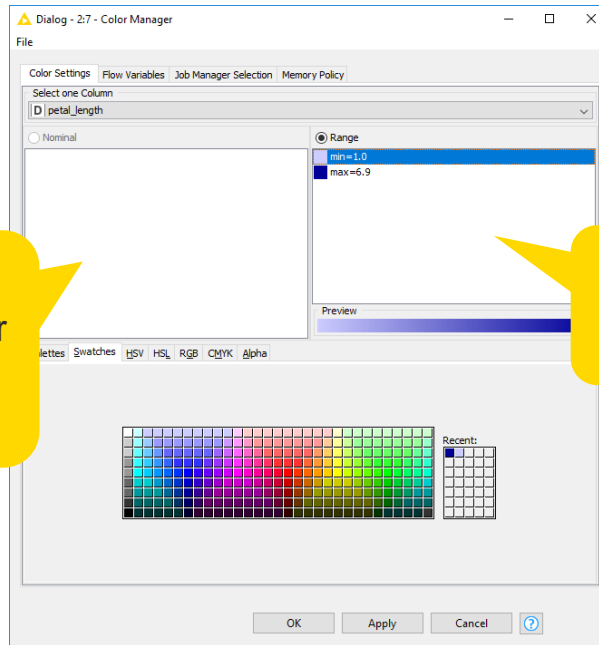 Dialog - 2:7 - Color Manager
File
Color Settings Flow Variables Job Manager Selection Memory Policy
Select one Column
D petal_length
Nominal
Range
min=1.0
max=6.9
Preview
r
Swatches HSV HSL RGB CMYK Alpha
Recent:
OK Apply Cancel ?